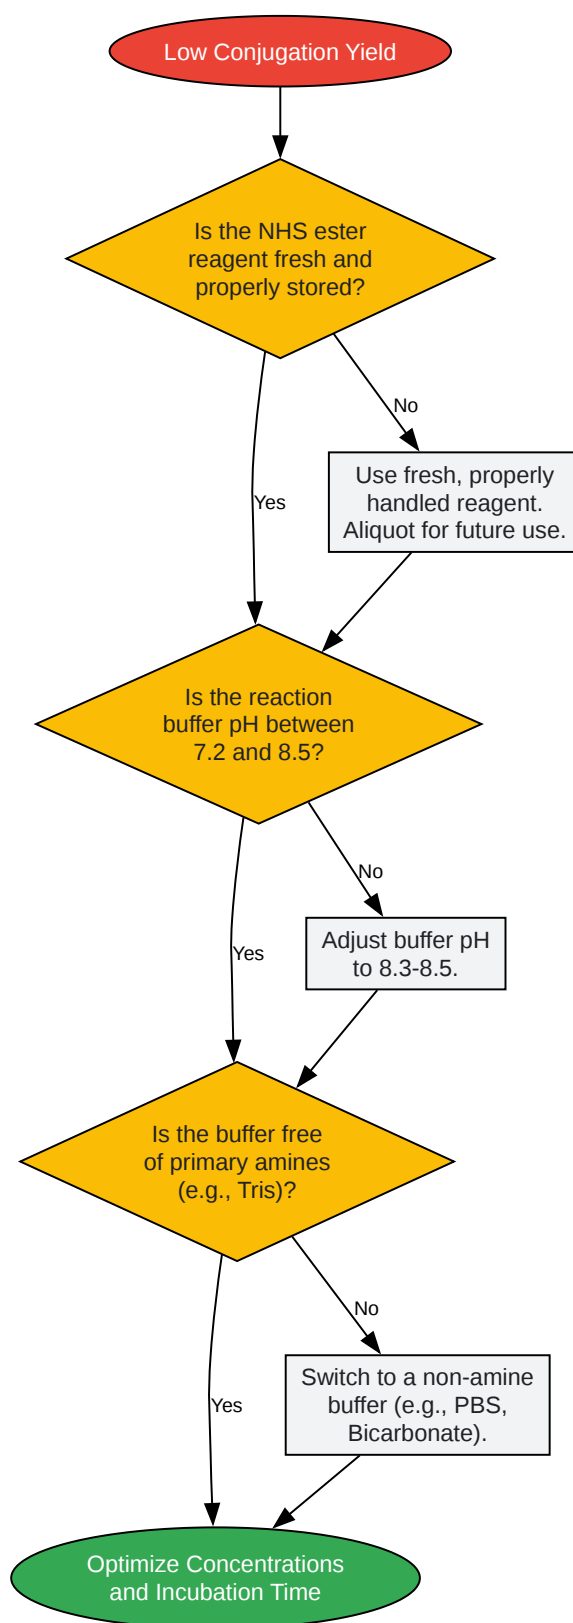 Low Conjugation Yield
Is the NHS ester
reagent fresh and
properly stored?
No
Use fresh, properly
handled reagent.
Aliquot for future use.
Yes
Is the reaction
buffer pH between
7.2 and 8.5?
No
Adjust buffer pH
to 8.3-8.5.
Yes
Is the buffer free
of primary amines
(e.g., Tris)?
No
Switch to a non-amine
buffer (e.g., PBS,
Bicarbonate).
Yes
Optimize Concentrations
and Incubation Time